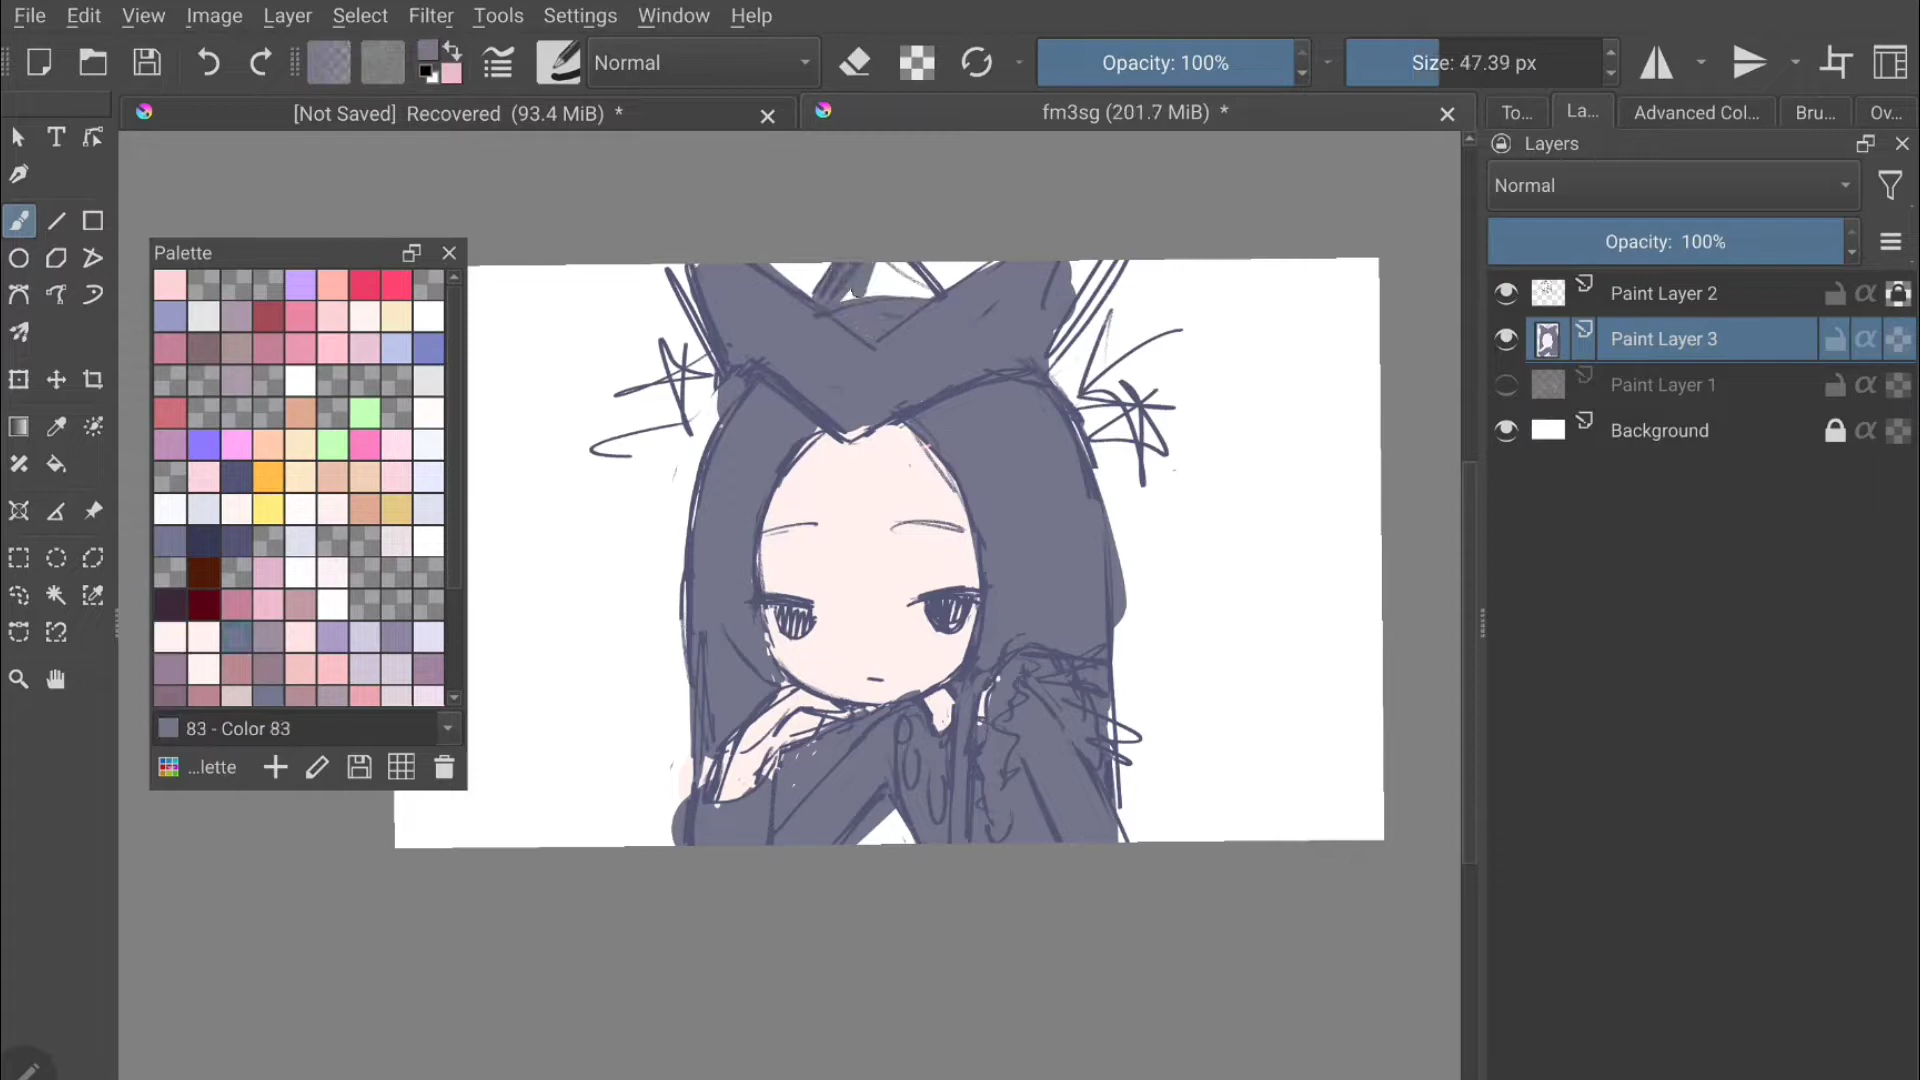 File Edit View Image Layer Select Filter Tools Settings Window Help
Normal
Opacity: 100%
Size: 47.39 px
[Not Saved] Recovered (93.4 MiB) *
fm3sg (201.7 MiB) *
To... La... Advanced Col... Bru... Ov...
Layers
Normal
Opacity: 100%
Paint Layer 2
Paint Layer 3
Paint Layer 1
Background
Palette
83 - Color 83
...lette